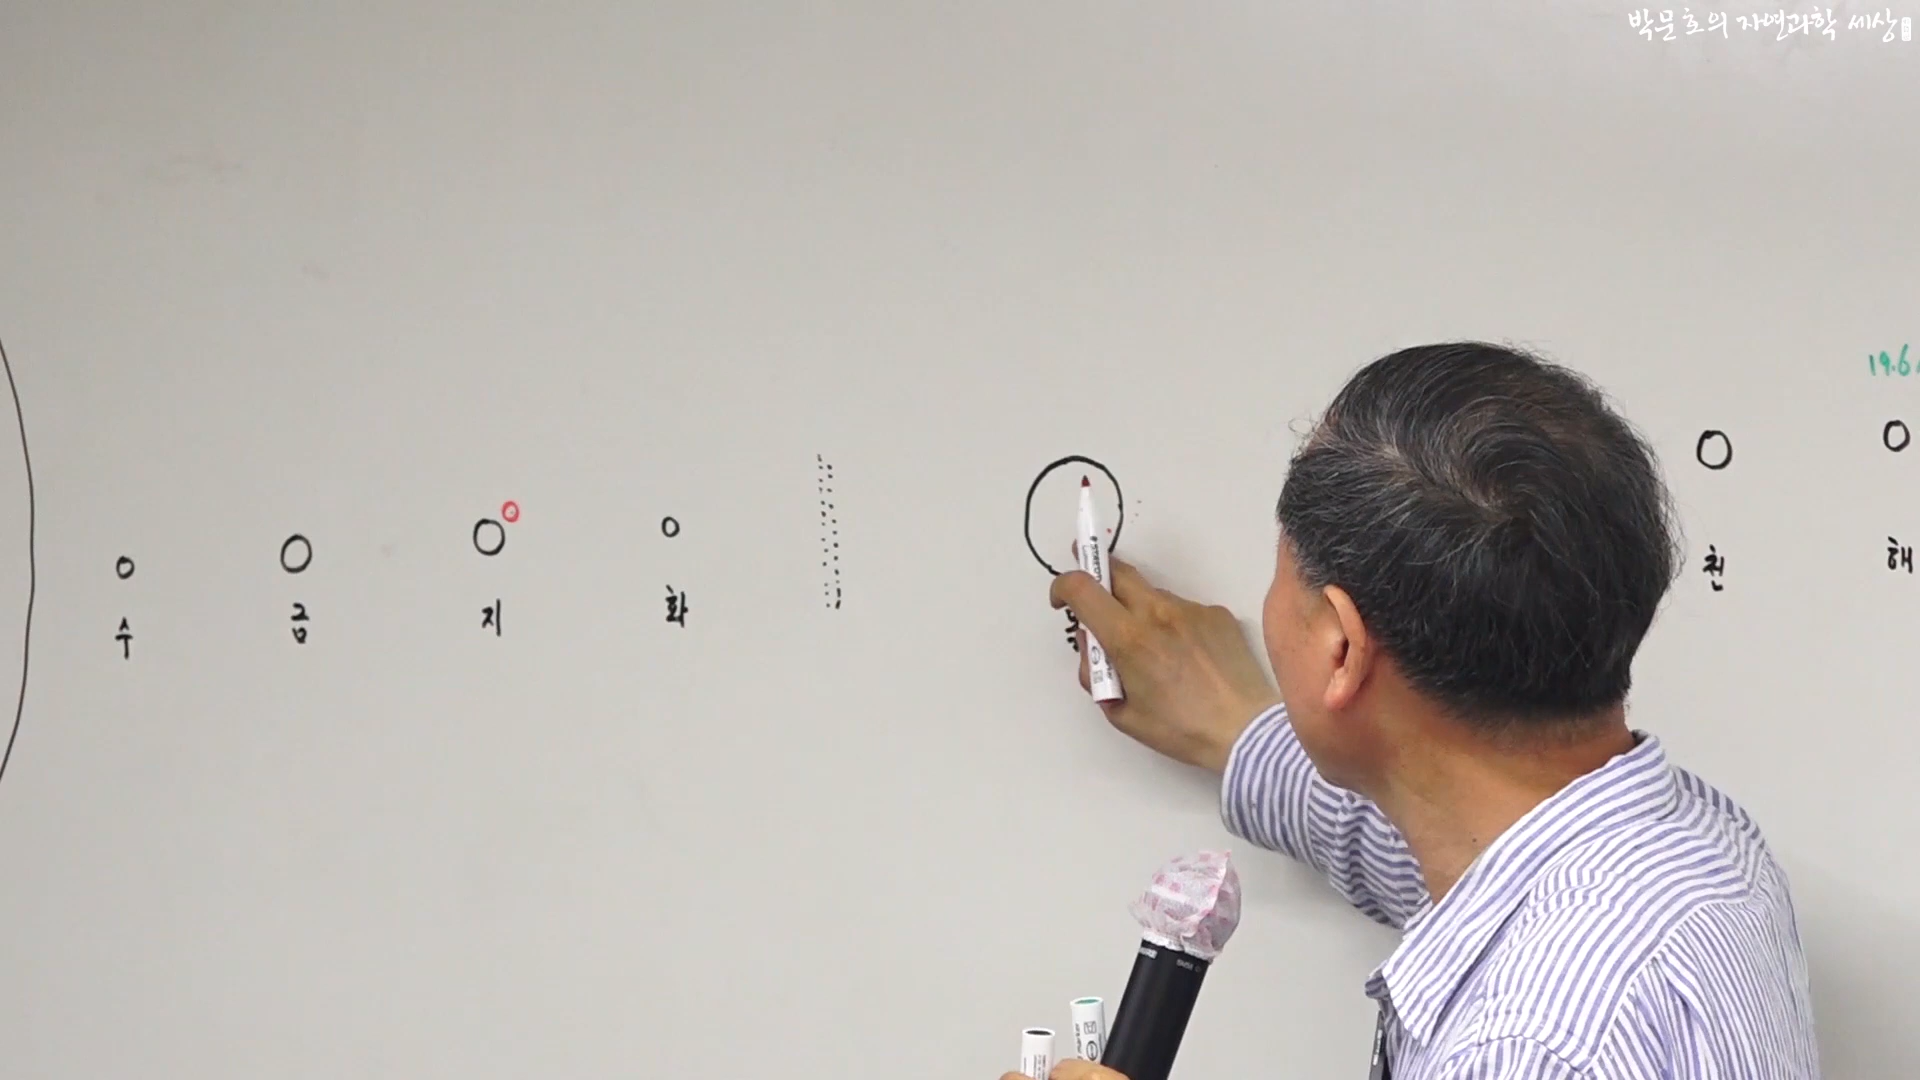 박문호의 자연과학 세상
19.6
수 금 지 화 천 해